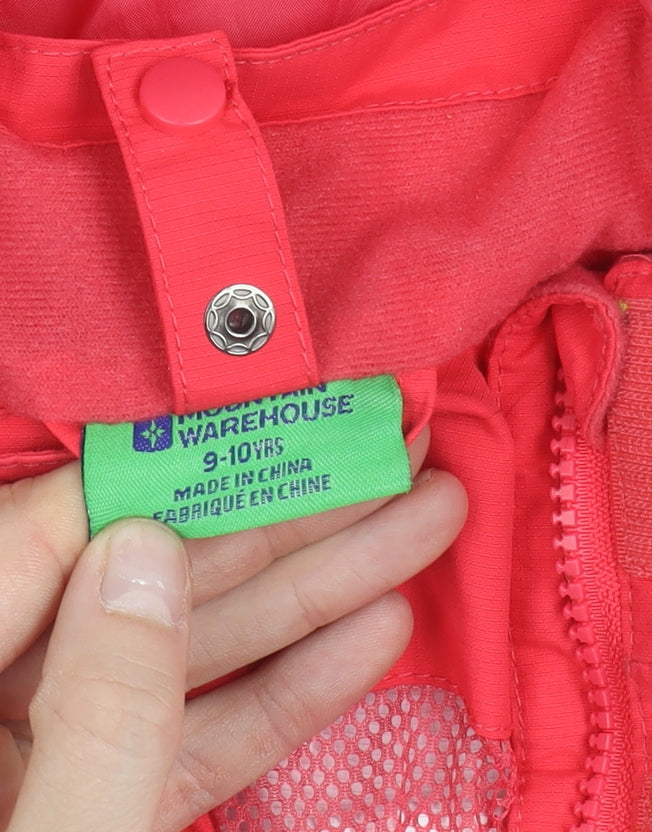 MOUNTAIN
WAREHOUSE
9-10YRS
MADE IN CHINA
FABRIQUÉ EN CHINE